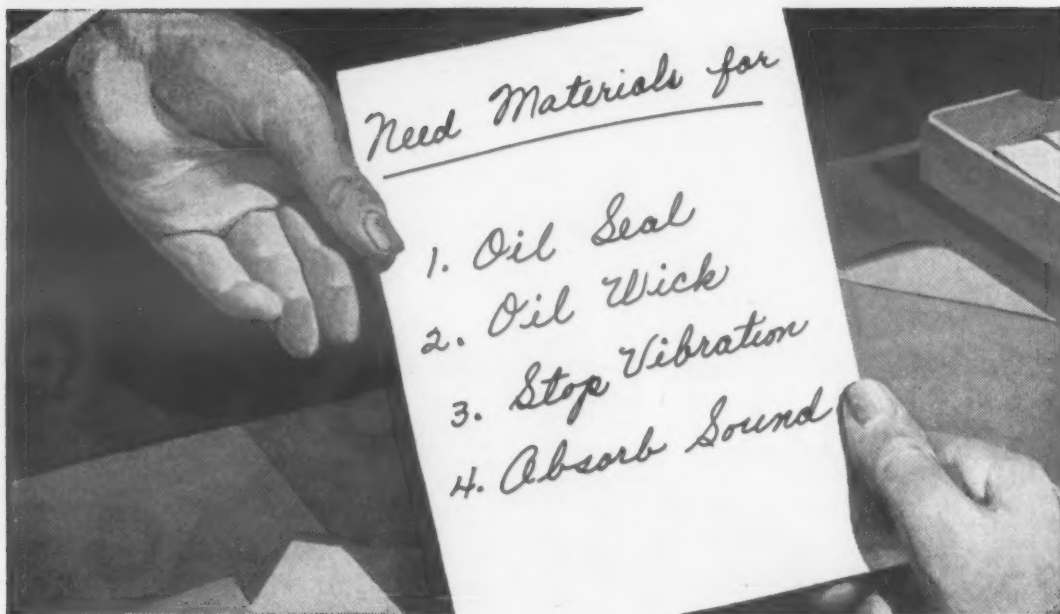 Need Materials for
1. Oil Seal
2. Oil Wick
3. Stop Vibration
4. Absorb Sound